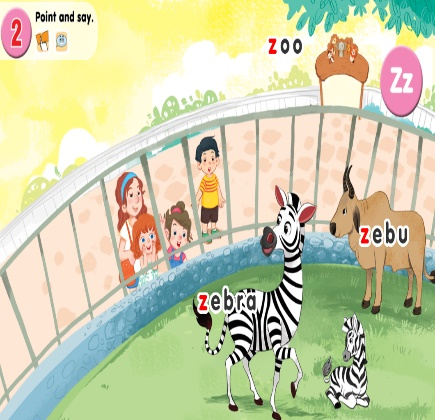 2
Point and say.
zoo
Zz
zebu
zebra